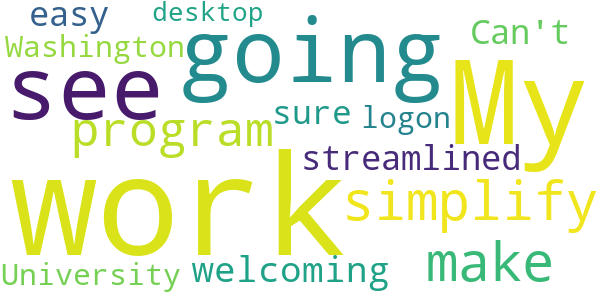 easy desktop
Washington going Can't
see My
program sure logon
streamlined
work simplify
University welcoming make